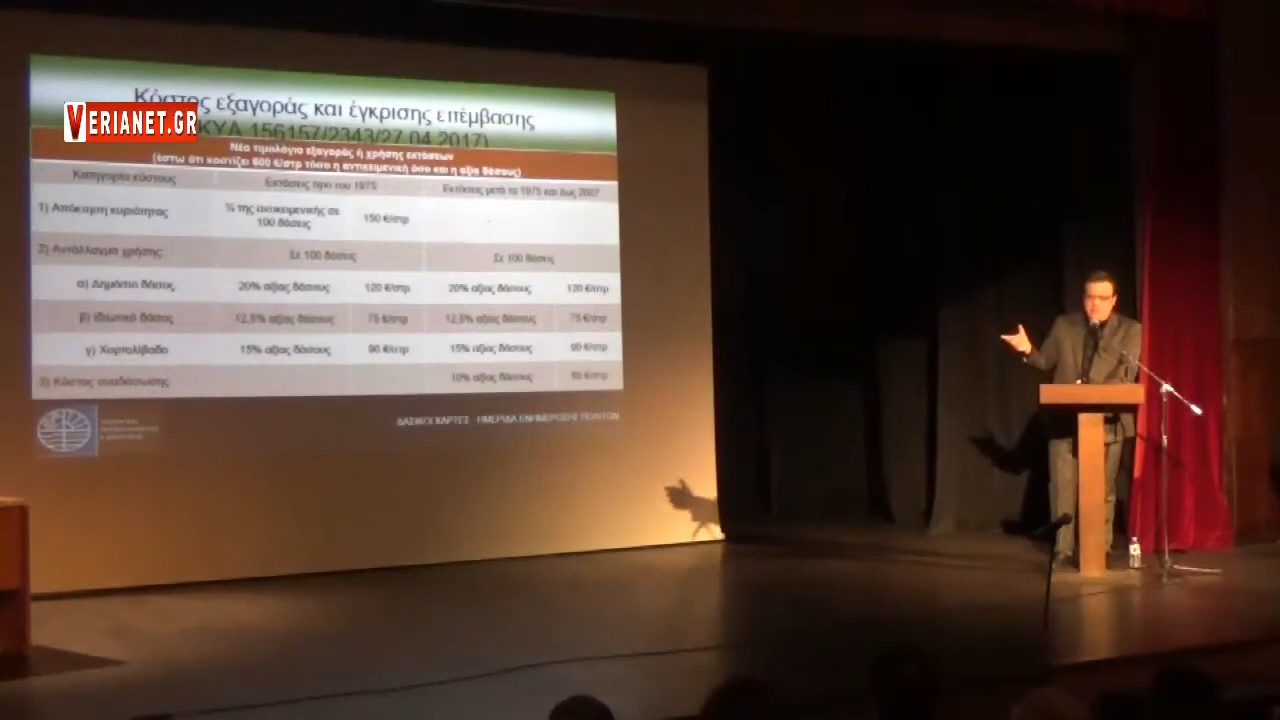 VERIANET.GR
Κόστος εξαγοράς και έγκρισης επέμβασης
ΚΥΑ 156157/2343/27.04.2017)
Νέο τιμολόγιο εξαγοράς ή χρήσης εκτάσεων
(έστω ότι κοστίζει 600 €/στρ τόσο η αντικειμενική όσο και η αξία δάσους)
Κατηγορία κόστους Εκτάσεις προ του 1975 Εκτάσεις μετά το 1975 και έως 2007
1) Απόκτηση κυριότητας ¼ της αντικειμενικής σε 100 δόσεις 150 €/στρ -
2) Αντάλλαγμα χρήσης: Σε 100 δόσεις Σε 100 δόσεις
α) Δημόσιο δάσος 20% αξίας δάσους 120 €/στρ 20% αξίας δάσους 120 €/στρ
β) Ιδιωτικό δάσος 12,5% αξίας δάσους 75 €/στρ 12,5% αξίας δάσους 75 €/στρ
γ) Χορτολίβαδο 15% αξίας δάσους 90 €/στρ 15% αξίας δάσους 90 €/στρ
3) Κόστος αναδάσωσης 10% αξίας δάσους 60 €/στρ
ΔΑΣΙΚΟΙ ΧΑΡΤΕΣ - ΗΜΕΡΙΔΑ ΕΝΗΜΕΡΩΣΗΣ ΠΟΛΙΤΩΝ